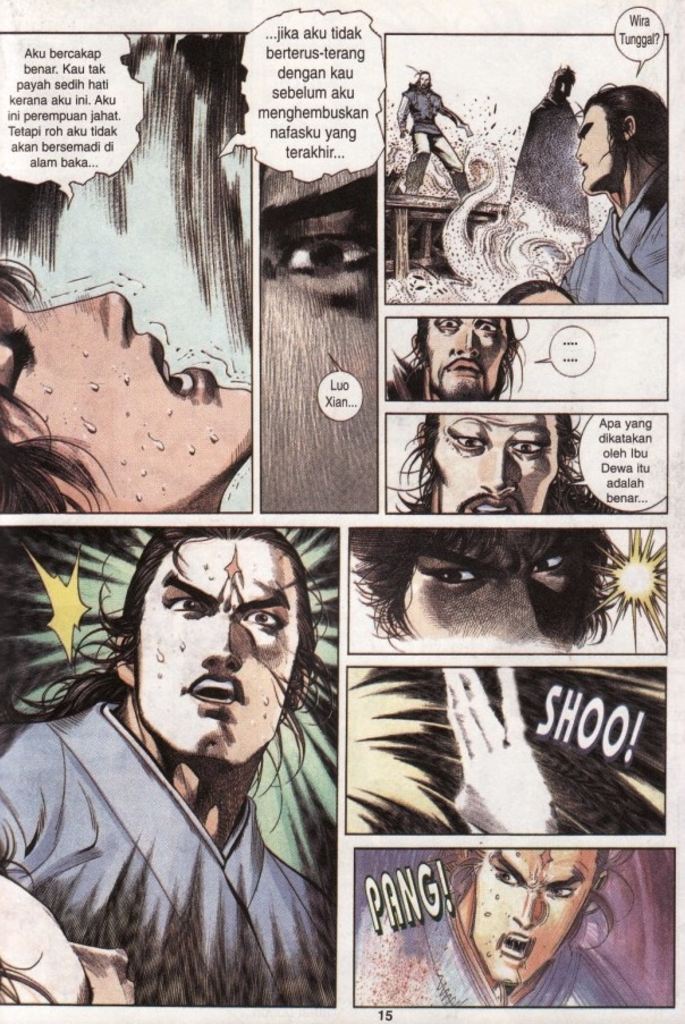 Aku bercakap
benar. Kau tak
payah sedih hati
kerana aku ini. Aku
ini perempuan jahat.
Tetapi roh aku tidak
akan bersemadi di
alam baka...
...jika aku tidak
berterus-terang
dengan kau
sebelum aku
menghembuskan
nafasku yang
terakhir...
Luo
Xian...
Wira
Tunggal?
....
....
Apa yang
dikatakan
oleh Ibu
Dewa itu
adalah
benar...
SHOO!
PANG!
15